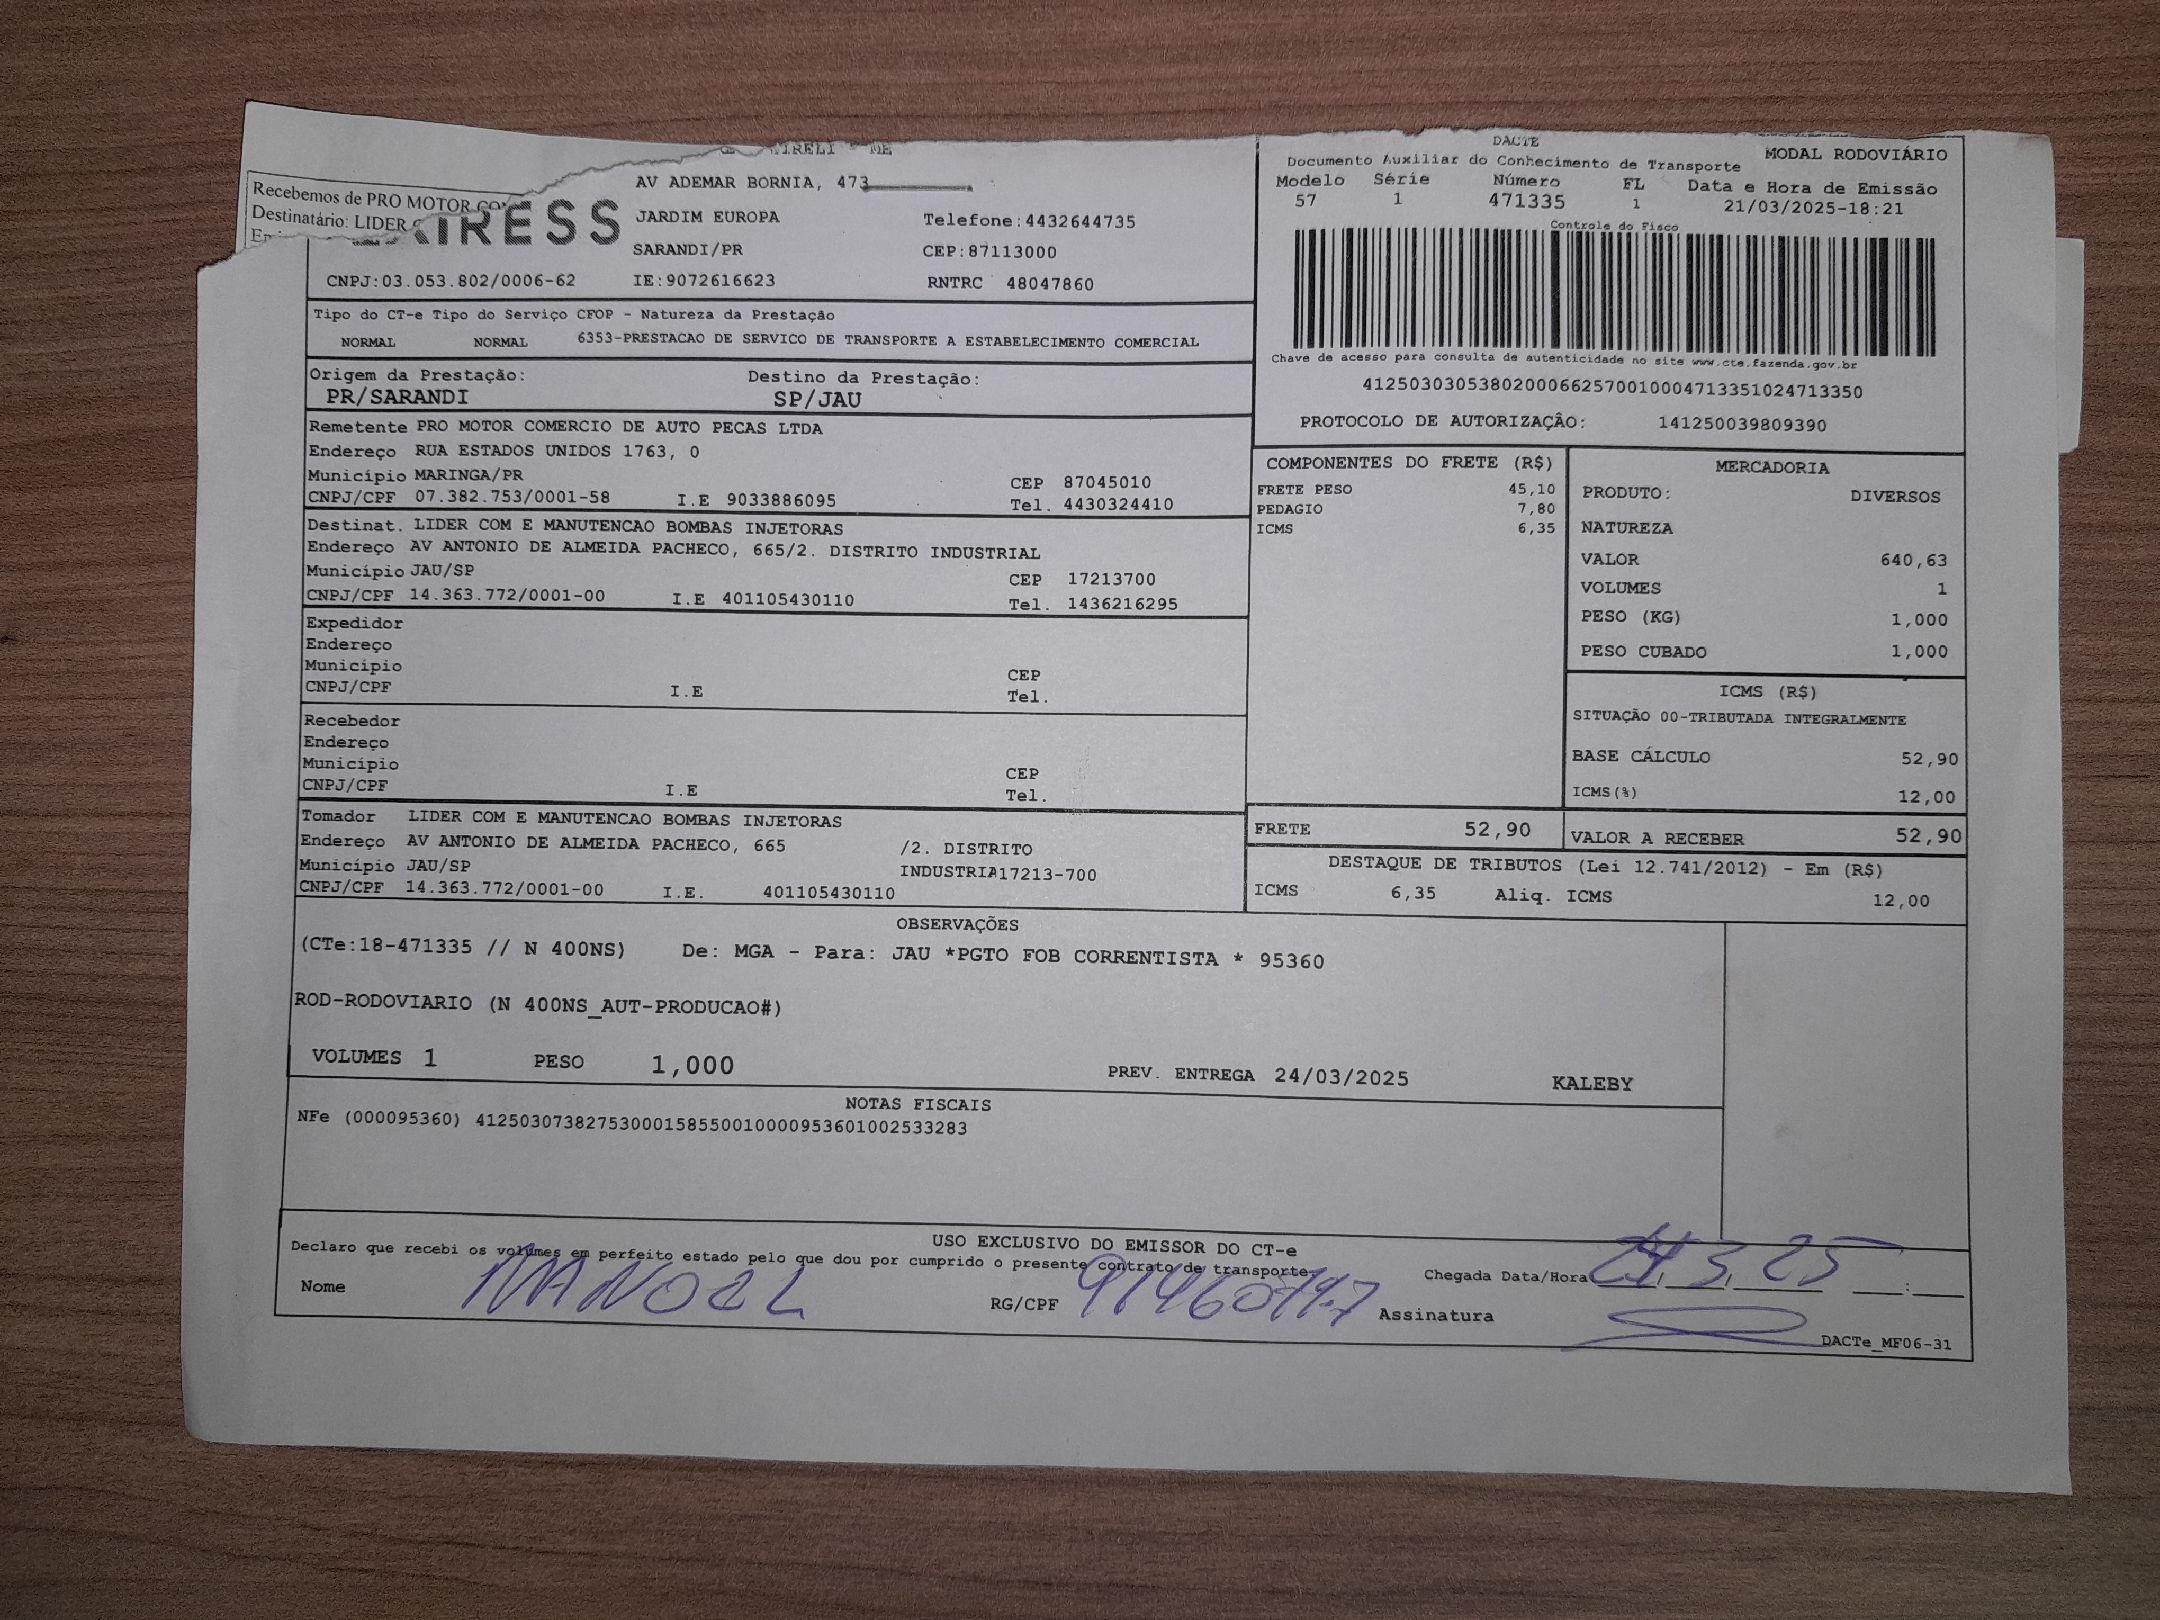 Recebemos de PRO MOTOR
Destinatário: LIDER
AV ADEMAR BORNIA, 473
JARDIM EUROPA Telefone:4432644735
SARANDI/PR CEP:87113000
CNPJ:03.053.802/0006-62 IE:9072616623 RNTRC 48047860
DACTE
Documento Auxiliar do Conhecimento de Transporte MODAL RODOVIÁRIO
Modelo Série Número FL Data e Hora de Emissão
57 1 471335 1 21/03/2025-18:21
Controle do Fisco
Chave de acesso para consulta de autenticidade no site www.cte.fazenda.gov.br
41250303053802000662570010004713351024713350
PROTOCOLO DE AUTORIZAÇÂO: 141250039809390
Tipo do CT-e Tipo do Serviço CFOP - Natureza da Prestação
NORMAL NORMAL 6353-PRESTACAO DE SERVICO DE TRANSPORTE A ESTABELECIMENTO COMERCIAL
Origem da Prestação: Destino da Prestação:
PR/SARANDI SP/JAU
Remetente PRO MOTOR COMERCIO DE AUTO PECAS LTDA
Endereço RUA ESTADOS UNIDOS 1763, 0
Município MARINGA/PR CEP 87045010
CNPJ/CPF 07.382.753/0001-58 I.E 9033886095 Tel. 4430324410
Destinat. LIDER COM E MANUTENCAO BOMBAS INJETORAS
Endereço AV ANTONIO DE ALMEIDA PACHECO, 665/2. DISTRITO INDUSTRIAL
Município JAU/SP CEP 17213700
CNPJ/CPF 14.363.772/0001-00 I.E 401105430110 Tel. 1436216295
Expedidor
Endereço
Município CEP
CNPJ/CPF I.E Tel.
Recebedor
Endereço
Município CEP
CNPJ/CPF I.E Tel.
Tomador LIDER COM E MANUTENCAO BOMBAS INJETORAS
Endereço AV ANTONIO DE ALMEIDA PACHECO, 665 /2. DISTRITO
Município JAU/SP INDUSTRIA17213-700
CNPJ/CPF 14.363.772/0001-00 I.E. 401105430110
COMPONENTES DO FRETE (R$)
FRETE PESO 45,10
PEDAGIO 7,80
ICMS 6,35
MERCADORIA
PRODUTO: DIVERSOS
NATUREZA
VALOR 640,63
VOLUMES 1
PESO (KG) 1,000
PESO CUBADO 1,000
ICMS (R$)
SITUAÇÃO 00-TRIBUTADA INTEGRALMENTE
BASE CÁLCULO 52,90
ICMS(%) 12,00
FRETE 52,90 VALOR A RECEBER 52,90
DESTAQUE DE TRIBUTOS (Lei 12.741/2012) - Em (R$)
ICMS 6,35 Aliq. ICMS 12,00
OBSERVAÇÕES
(CTe:18-471335 // N 400NS) De: MGA - Para: JAU *PGTO FOB CORRENTISTA * 95360
ROD-RODOVIARIO (N 400NS_AUT-PRODUCAO#)
VOLUMES 1 PESO 1,000 PREV. ENTREGA 24/03/2025 KALEBY
NOTAS FISCAIS
NFe (000095360) 41250307382753000158550010000953601002533283
USO EXCLUSIVO DO EMISSOR DO CT-e
Declaro que recebi os volumes em perfeito estado pelo que dou por cumprido o presente contrato de transporte
Nome MANOEL RG/CPF Chegada Data/Hora 24 3 25
Assinatura
DACTe_MF06-31